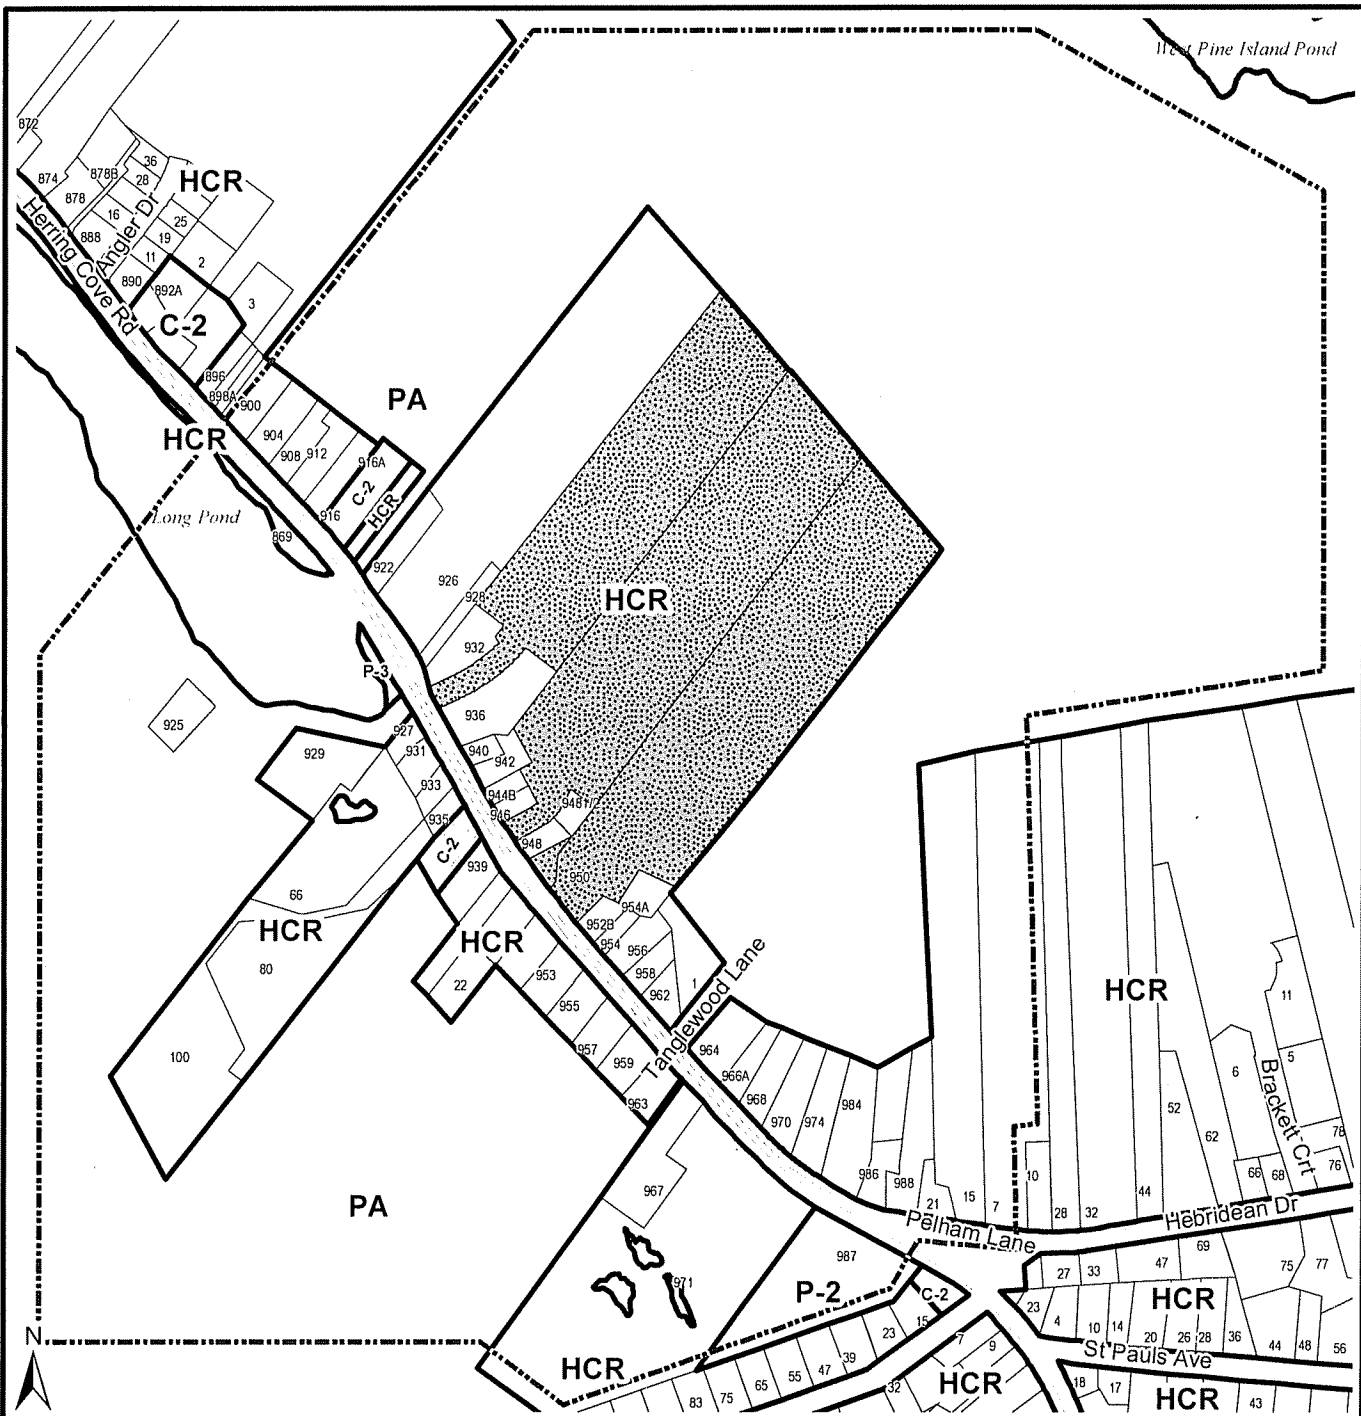 West Pine Island Pond
872
36
874
878B
28
HCR
878
16
25
888
Angler Dr
19
Herring Cove Rd
11
2
890
892A
3
C-2
896
898A
900
PA
904
HCR
908
912
916A
C-2
HCR
916
Long Pond
869
922
926
928
HCR
932
P-3
925
927
936
929
931
940
942
933
944B
946
948 1/2
935
948
C-2
939
950
66
954A
952B
HCR
HCR
954
956
80
953
958
22
955
962
1
Tanglewood Lane
HCR
11
100
957
959
964
5
966A
6
963
968
Brackett Crt
970
974
984
52
62
78
986
988
10
44
66
68
76
967
21
15
7
28
32
PA
Pelham Lane
Hebridean Dr
987
69
47
75
77
971
27
33
P-2
C-2
HCR
23
15
23
4
10
14
20
26
28
36
44
48
56
N
7
9
St Pauls Ave
39
47
55
65
HCR
75
83
32
HCR
18
17
HCR
43